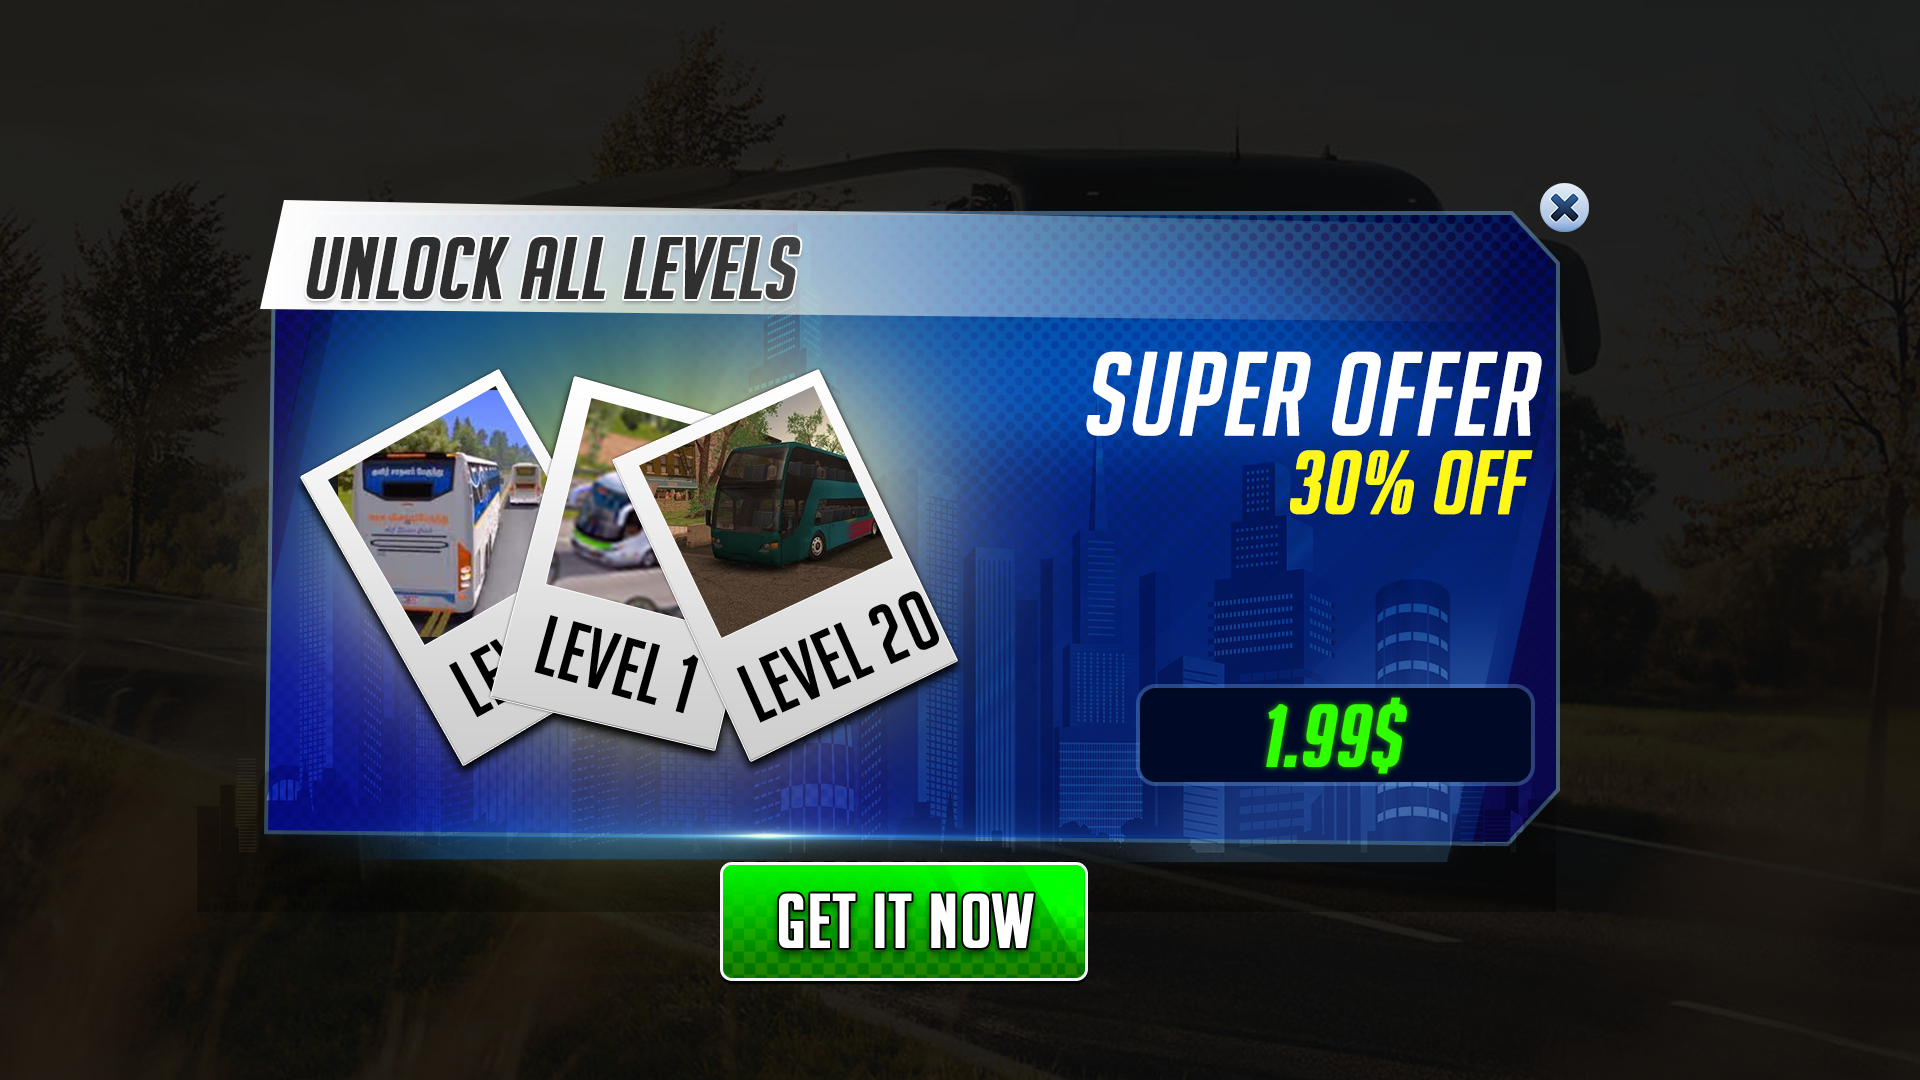 UNLOCK ALL LEVELS
SUPER OFFER
30% OFF
LEVEL 1
LEVEL 20
1.99$
GET IT NOW